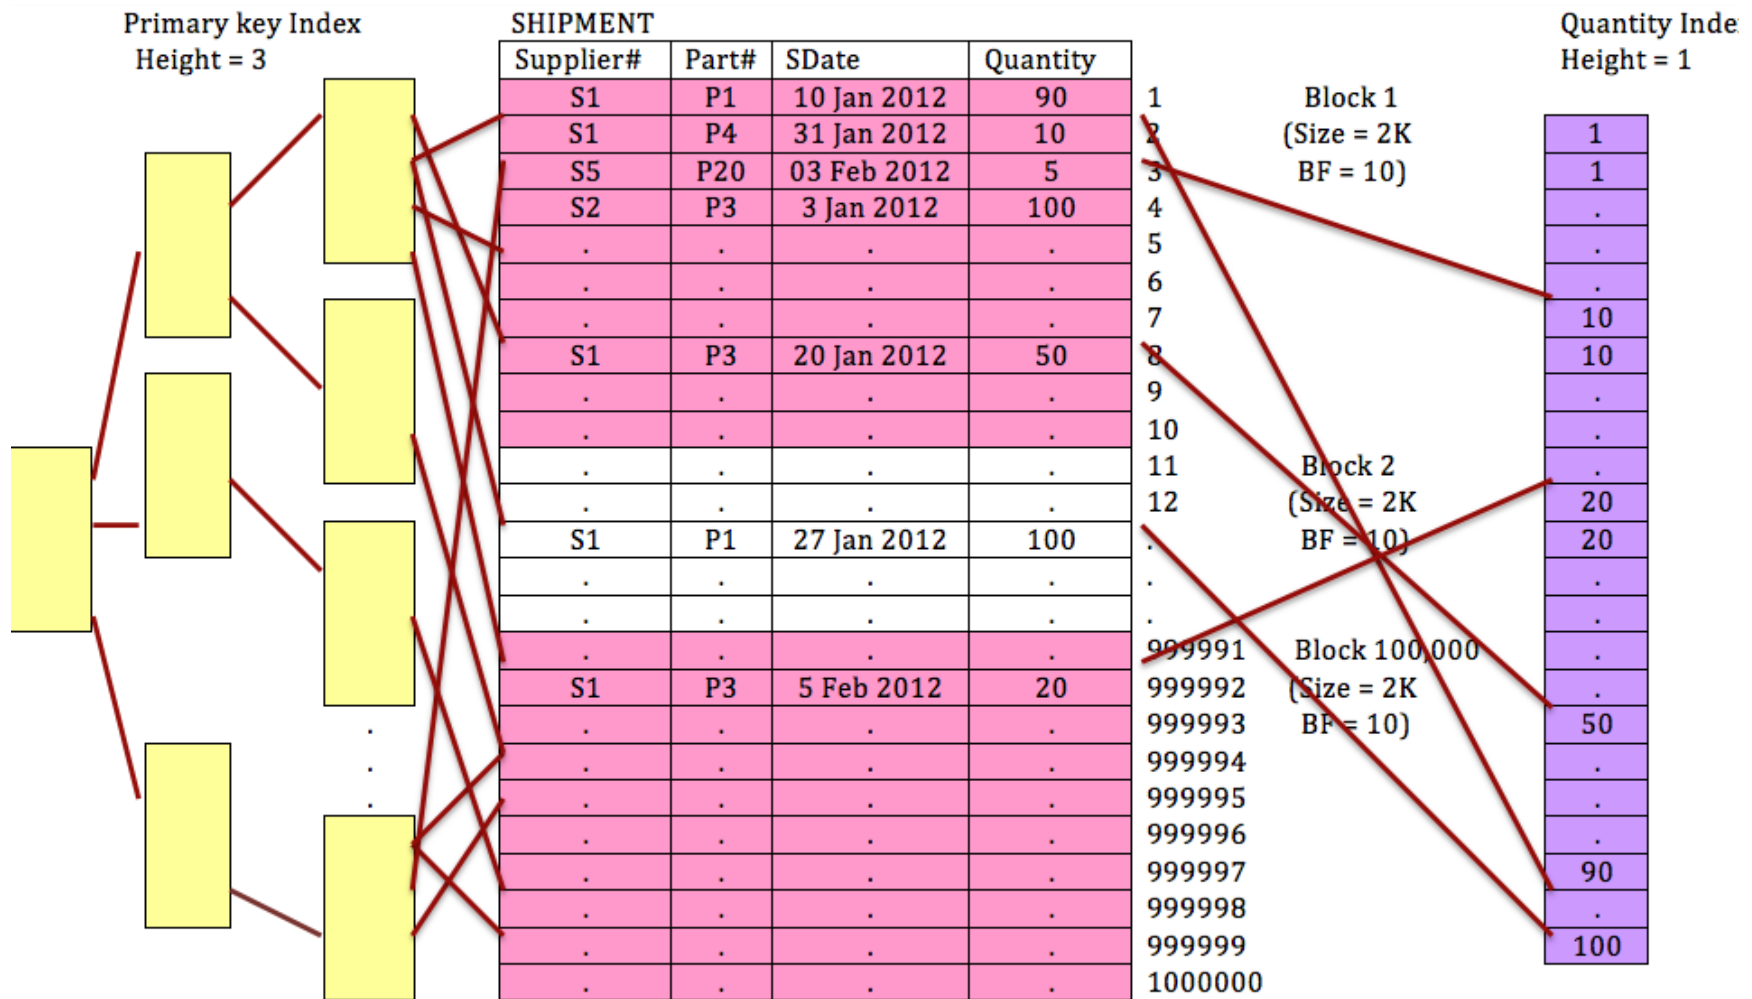 Primary key Index
Height = 3
SHIPMENT
Supplier# Part# SDate Quantity
S1 P1 10 Jan 2012 90
S1 P4 31 Jan 2012 10
S5 P20 03 Feb 2012 5
S2 P3 3 Jan 2012 100
. . . .
. . . .
. . . .
S1 P3 20 Jan 2012 50
. . . .
. . . .
. . . .
. . . .
S1 P1 27 Jan 2012 100
. . . .
. . . .
. . . .
S1 P3 5 Feb 2012 20
. . . .
. . . .
. . . .
. . . .
. . . .
. . . .
. . . .
. . . .
1
2
3
4
5
6
7
8
9
10
11
12
.
.
.
999991
999992
999993
999994
999995
999996
999997
999998
999999
1000000
Block 1
(Size = 2K
BF = 10)
Block 2
(Size = 2K
BF = 10)
Block 100,000
(Size = 2K
BF = 10)
Quantity Inde
Height = 1
1
1
.
.
.
10
10
.
.
.
20
20
.
.
.
.
50
.
.
.
90
.
100
.
.
.